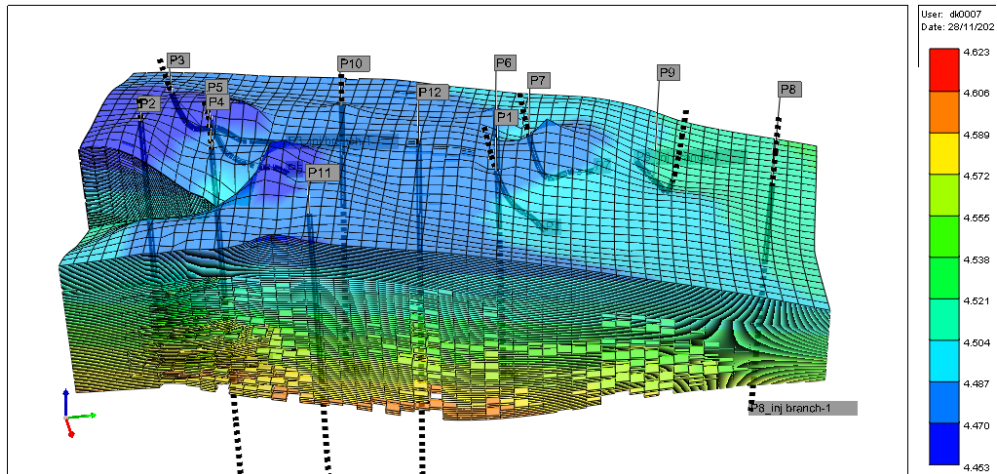 User: dk0007
Date: 28/11/202
P3
P10
P6
P7
P9
P8
P5
P2
P4
P12
P1
P11
P8_inj branch-1
4.623
4.606
4.589
4.572
4.555
4.538
4.521
4.504
4.487
4.470
4.453